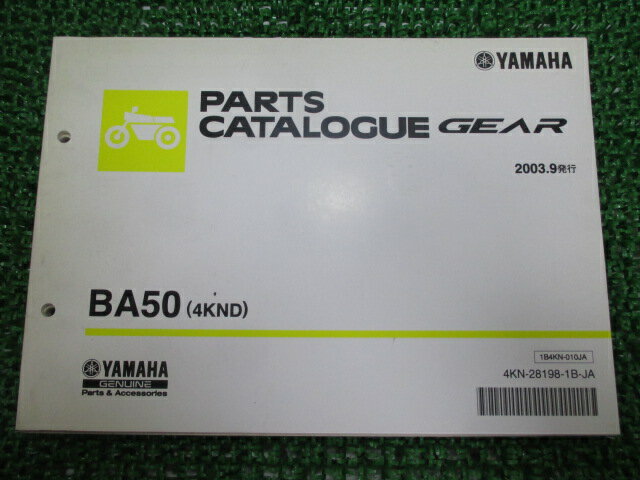 YAMAHA
PARTS
CATALOGUE GEAR
2003.9発行
BA50 (4KND)
YAMAHA
GENUINE
Parts & Accessories
1B4KN-010JA
4KN-28198-1B-JA